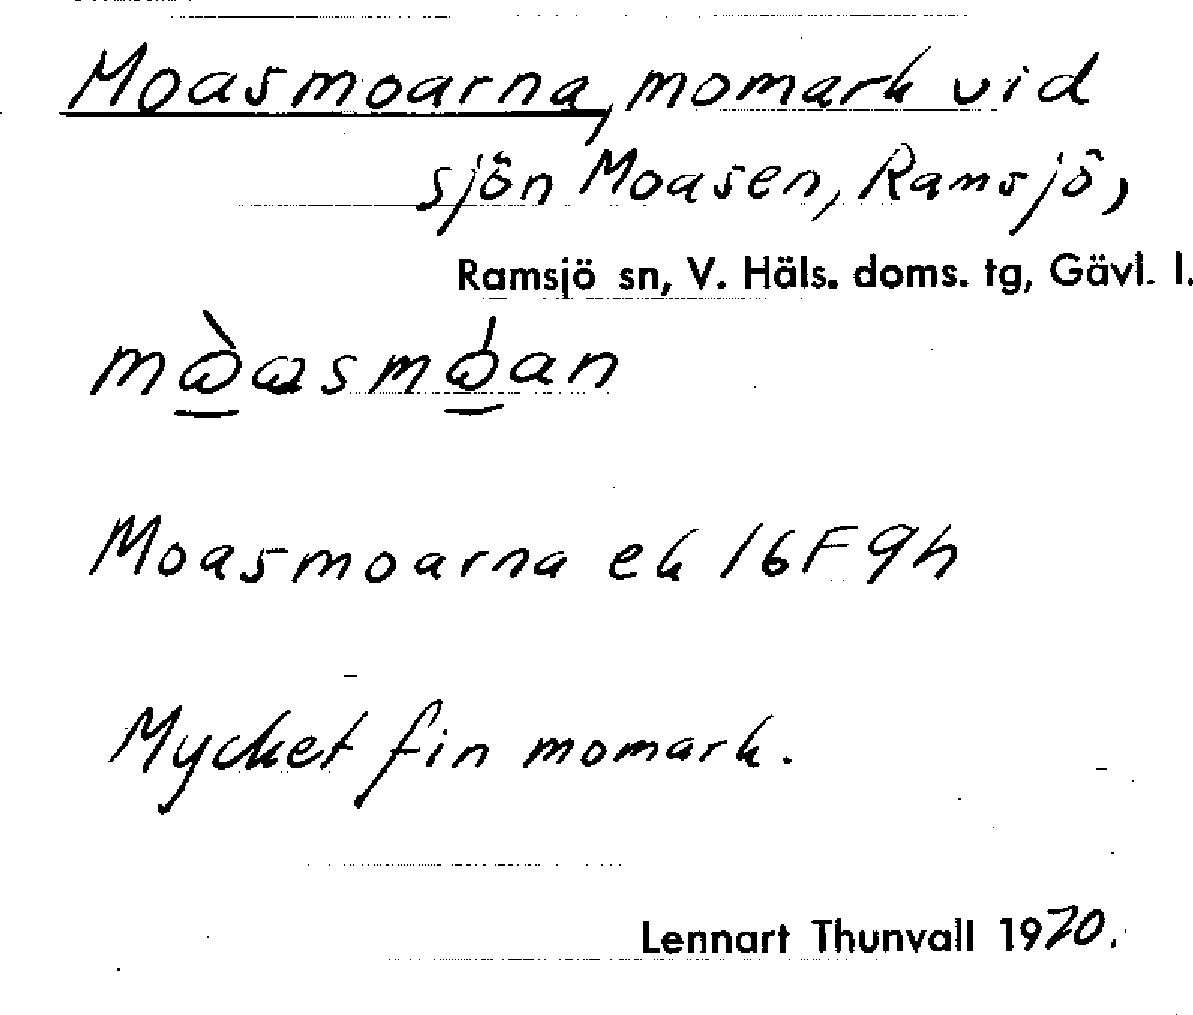 Moasmoarna, momark vid
sjön Moasen, Ramsjö,
Ramsjö sn, V. Häls. doms. tg, Gävl. l.
Moasmoarna ek 16F9h
Mycket fin momark.
Lennart Thunvall 1970.